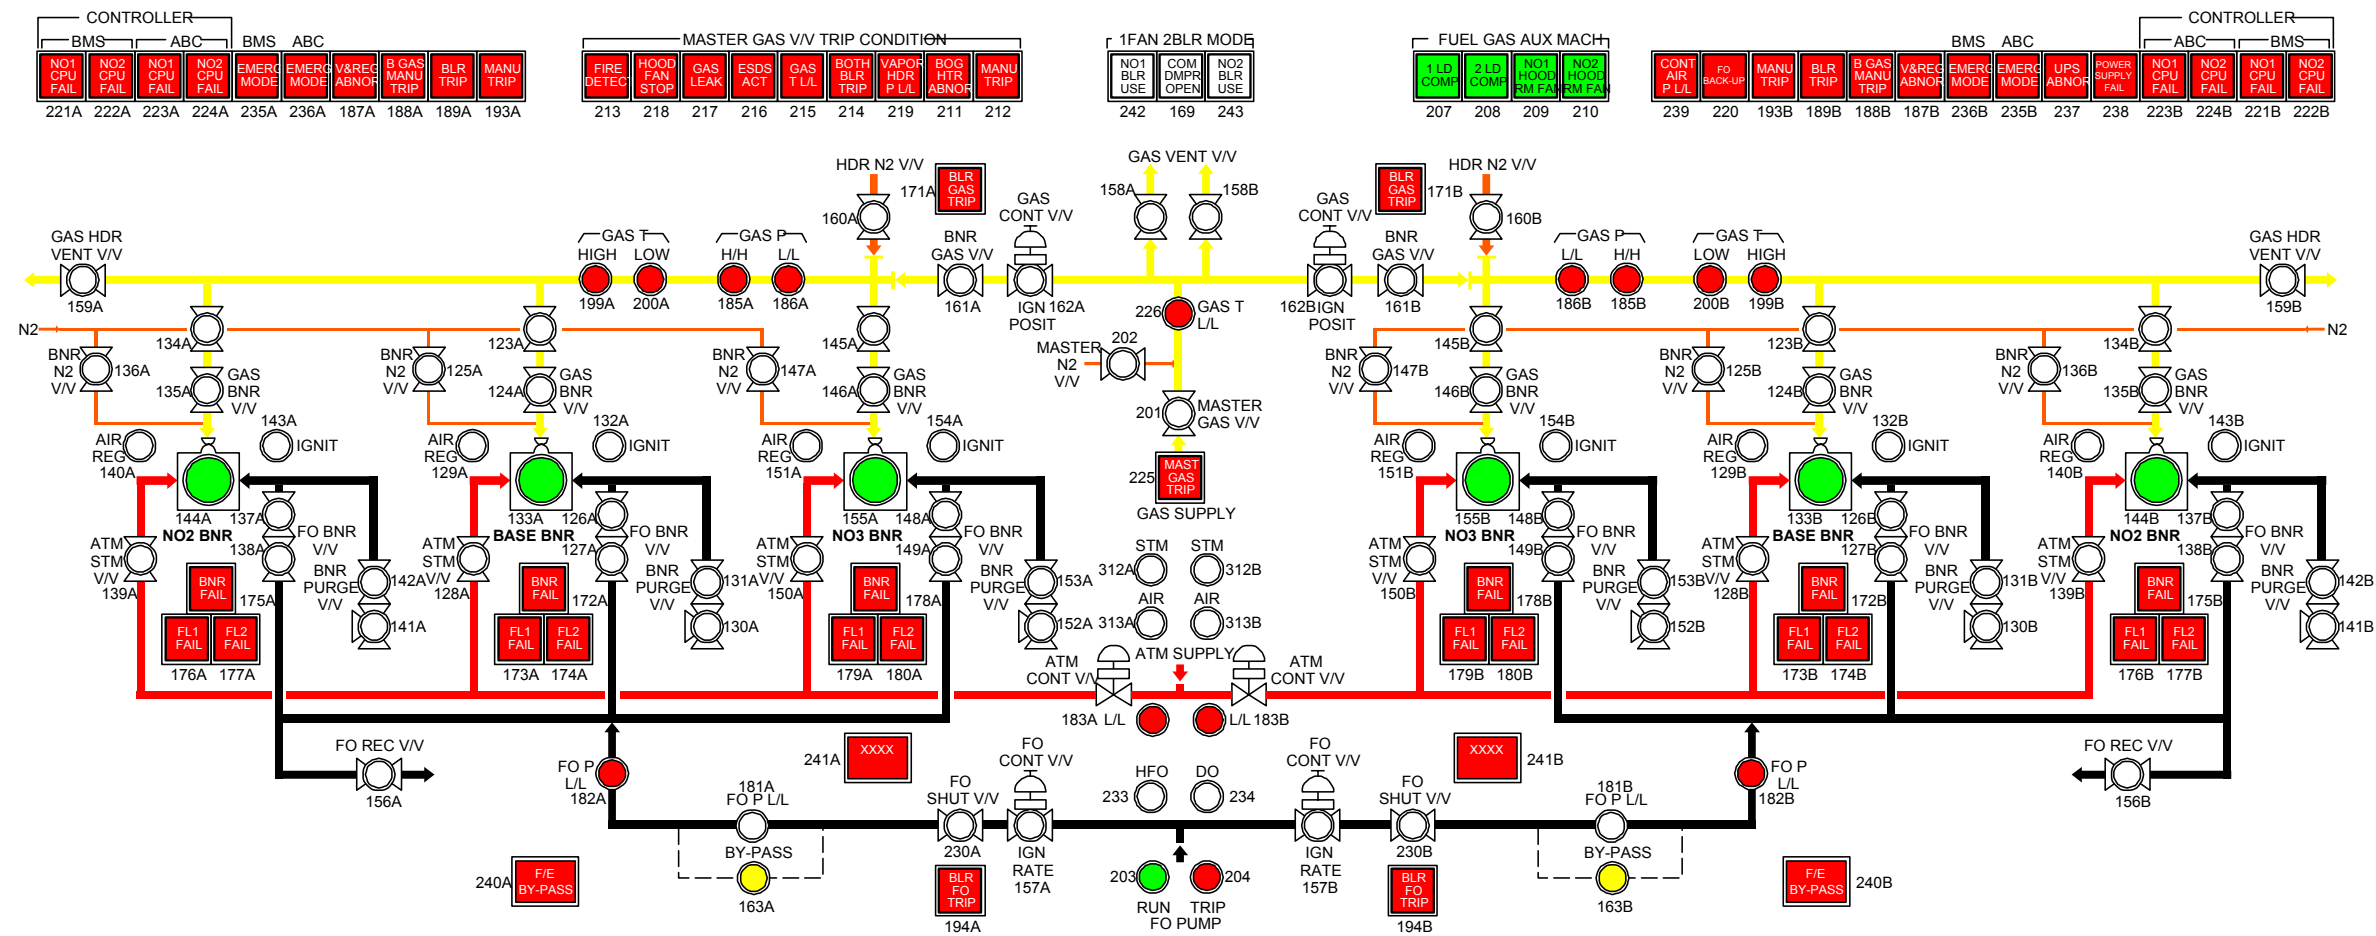 CONTROLLER
BMS ABC BMS ABC
NO1 CPU FAIL
NO2 CPU FAIL
NO1 CPU FAIL
NO2 CPU FAIL
EMERG MODE
EMERG MODE
V&REG ABNOR
B GAS MANU TRIP
BLR TRIP
MANU TRIP
221A 222A 223A 224A 235A 236A 187A 188A 189A 193A
MASTER GAS V/V TRIP CONDITION
FIRE DETECT
HOOD FAN STOP
GAS LEAK
ESDS ACT
GAS T L/L
BOTH BLR TRIP
VAPOR HDR P L/L
BOG HTR ABNOR
MANU TRIP
213 218 217 216 215 214 219 211 212
1FAN 2BLR MODE
NO1 BLR USE
COM DMPR OPEN
NO2 BLR USE
242 169 243
FUEL GAS AUX MACH
1 LD COMP
2 LD COMP
NO1 HOOD RM FAN
NO2 HOOD RM FAN
207 208 209 210
CONTROLLER
BMS ABC ABC BMS
CONT AIR P L/L
FO BACK-UP
MANU TRIP
BLR TRIP
B GAS MANU TRIP
V&REG ABNOR
EMERG MODE
EMERG MODE
UPS ABNOR
POWER SUPPLY FAIL
NO1 CPU FAIL
NO2 CPU FAIL
NO1 CPU FAIL
NO2 CPU FAIL
239 220 193B 189B 188B 187B 236B 235B 237 238 223B 224B 221B 222B
HDR N2 V/V
160A
171A
BLR GAS TRIP
GAS CONT V/V
GAS VENT V/V
158A 158B
GAS CONT V/V
BLR GAS TRIP
171B
HDR N2 V/V
160B
GAS HDR VENT V/V
159A
GAS T
HIGH LOW
199A 200A
GAS P
H/H L/L
185A 186A
BNR GAS V/V
161A
162A
IGN POSIT
226
GAS T L/L
162B
IGN POSIT
BNR GAS V/V
161B
GAS P
L/L H/H
186B 185B
GAS T
LOW HIGH
200B 199B
GAS HDR VENT V/V
159B
N2
134A
123A
145A
202
MASTER N2 V/V
145B
123B
134B
N2
BNR N2 V/V
136A
135A
GAS BNR V/V
BNR N2 V/V
125A
124A
GAS BNR V/V
BNR N2 V/V
147A
146A
GAS BNR V/V
201
MASTER GAS V/V
BNR N2 V/V
147B
146B
GAS BNR V/V
BNR N2 V/V
125B
124B
GAS BNR V/V
BNR N2 V/V
136B
135B
GAS BNR V/V
AIR REG
140A
143A
IGNIT
AIR REG
129A
132A
IGNIT
AIR REG
151A
154A
IGNIT
225
MAST GAS TRIP
GAS SUPPLY
AIR REG
151B
154B
IGNIT
AIR REG
129B
132B
IGNIT
AIR REG
140B
143B
IGNIT
144A
NO2 BNR
137A
138A
FO BNR V/V
133A
BASE BNR
126A
127A
FO BNR V/V
155A
NO3 BNR
148A
149A
FO BNR V/V
155B
NO3 BNR
148B
149B
FO BNR V/V
133B
BASE BNR
126B
127B
FO BNR V/V
144B
NO2 BNR
137B
138B
FO BNR V/V
ATM STM V/V
139A
BNR FAIL
175A
FL1 FAIL
FL2 FAIL
176A 177A
BNR PURGE V/V
142A
141A
ATM STM V/V
128A
BNR FAIL
172A
FL1 FAIL
FL2 FAIL
173A 174A
BNR PURGE V/V
131A
130A
ATM STM V/V
150A
BNR FAIL
178A
FL1 FAIL
FL2 FAIL
179A 180A
BNR PURGE V/V
153A
152A
STM STM
312A 312B
AIR AIR
313A 313B
ATM STM V/V
150B
BNR FAIL
178B
FL1 FAIL
FL2 FAIL
179B 180B
BNR PURGE V/V
153B
152B
ATM STM V/V
128B
BNR FAIL
172B
FL1 FAIL
FL2 FAIL
173B 174B
BNR PURGE V/V
131B
130B
ATM STM V/V
139B
BNR FAIL
175B
FL1 FAIL
FL2 FAIL
176B 177B
BNR PURGE V/V
142B
141B
ATM CONT V/V
ATM SUPPLY
ATM CONT V/V
183A L/L
L/L 183B
FO REC V/V
156A
FO P L/L
182A
241A
XXXX
FO CONT V/V
FO CONT V/V
XXXX
241B
FO P L/L
182B
FO REC V/V
156B
181A
FO P L/L
BY-PASS
163A
FO SHUT V/V
230A
IGN RATE
157A
HFO DO
233 234
IGN RATE
157B
FO SHUT V/V
230B
181B
FO P L/L
BY-PASS
163B
240A
F/E BY-PASS
BLR FO TRIP
194A
203 204
RUN TRIP
FO PUMP
BLR FO TRIP
194B
F/E BY-PASS
240B